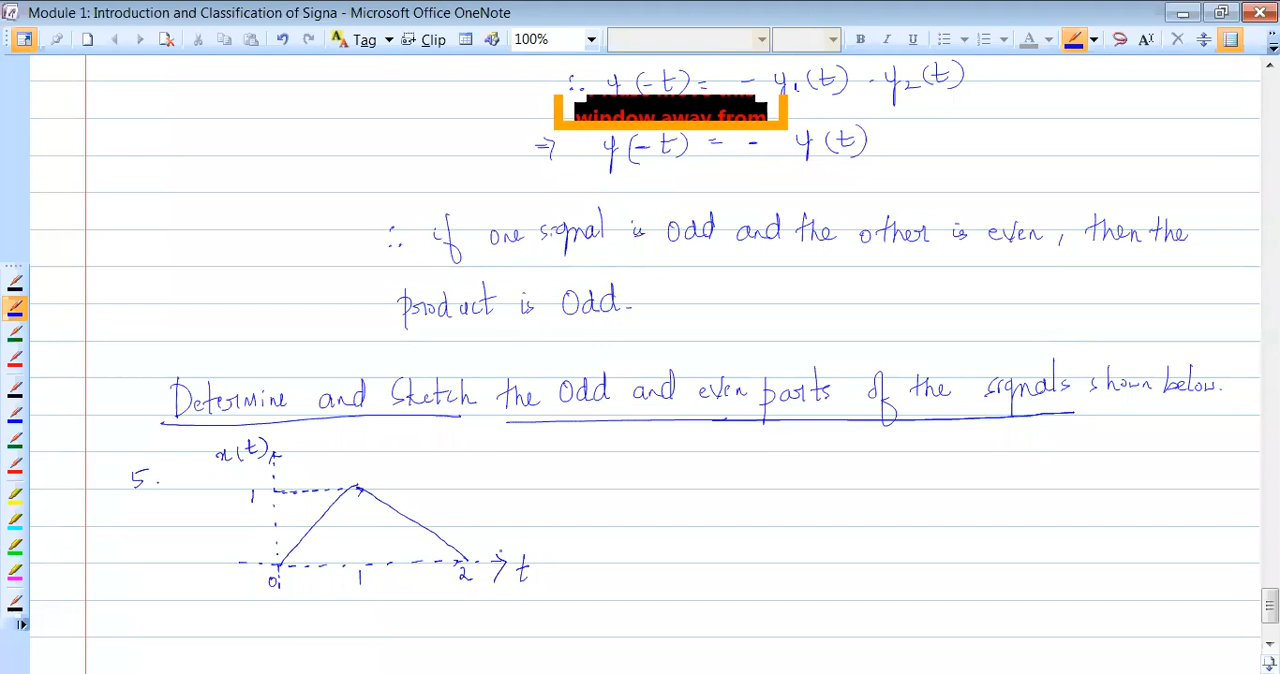 Module 1: Introduction and Classification of Signa - Microsoft Office OneNote
Tag Clip 100% B I U
∴ y(-t) = - y₁(t) · y₂(t)
window away from
⇒ y(-t) = - y(t)
∴ if one signal is odd and the other is even, then the
product is Odd.
Determine and Sketch the Odd and even parts of the signals shown below.
x(t)
5.
1
0 1 2 t